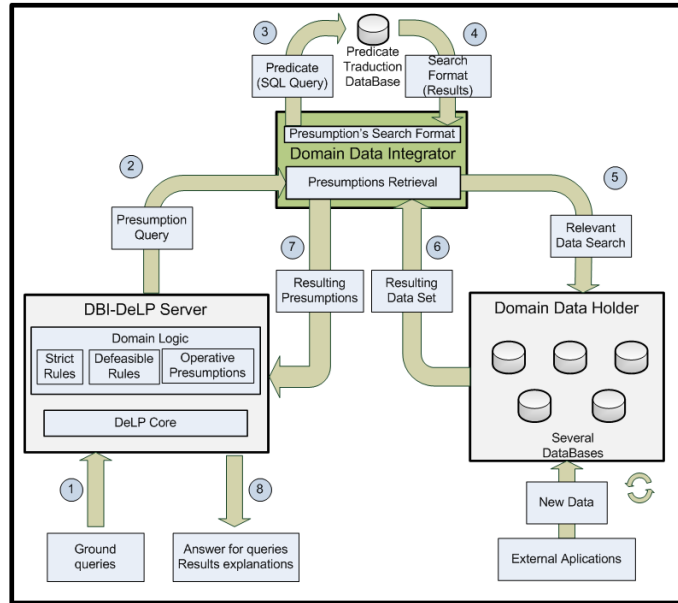 3
4
Predicate
(SQL Query)
Predicate
Traduction
DataBase
Search
Format
(Results)
Presumption's Search Format
Domain Data Integrator
Presumptions Retrieval
2
5
Presumption
Query
Relevant
Data Search
7
6
Resulting
Presumptions
Resulting
Data Set
DBI-DeLP Server
Domain Logic
Strict
Rules
Defeasible
Rules
Operative
Presumptions
DeLP Core
Domain Data Holder
Several
DataBases
1
8
New Data
Ground
queries
Answer for queries
Results explanations
External Aplications